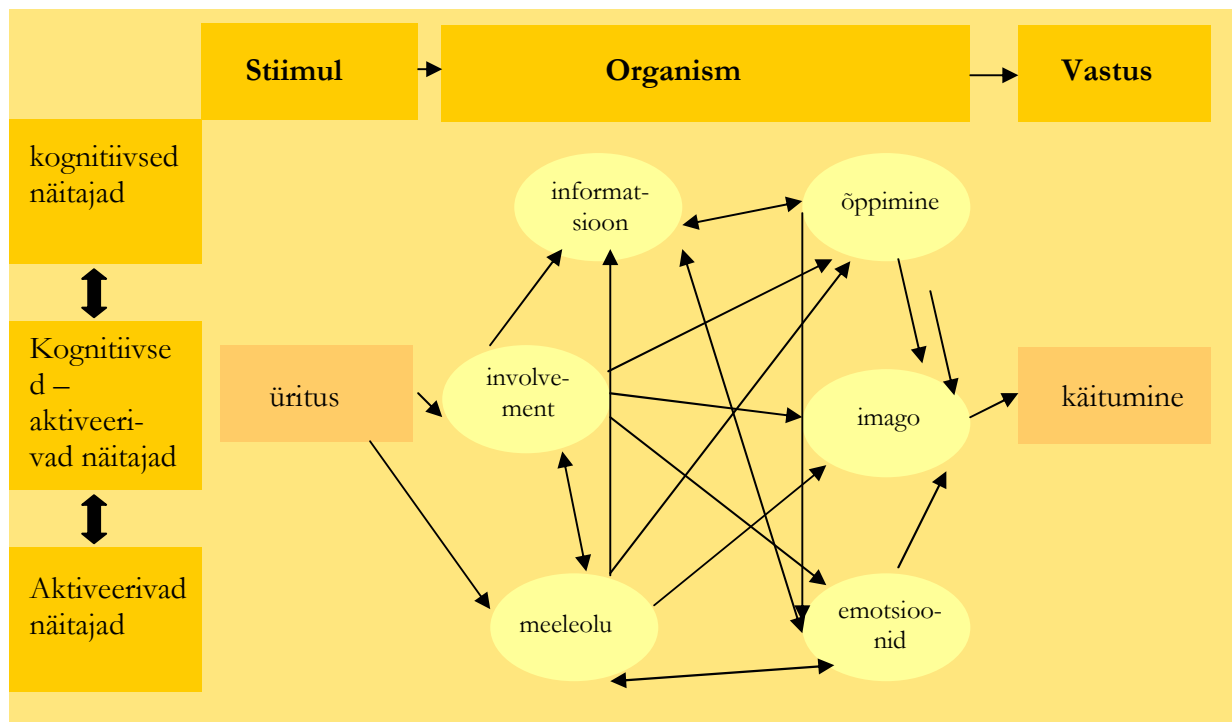 Stiimul
Organism
Vastus
kognitiivsed
näitajad
informat-
sioon
õppimine
Kognitiivse
d –
aktiveeri-
vad näitajad
üritus
involve-
ment
imago
käitumine
Aktiveerivad
näitajad
meeleolu
emotsioo-
nid